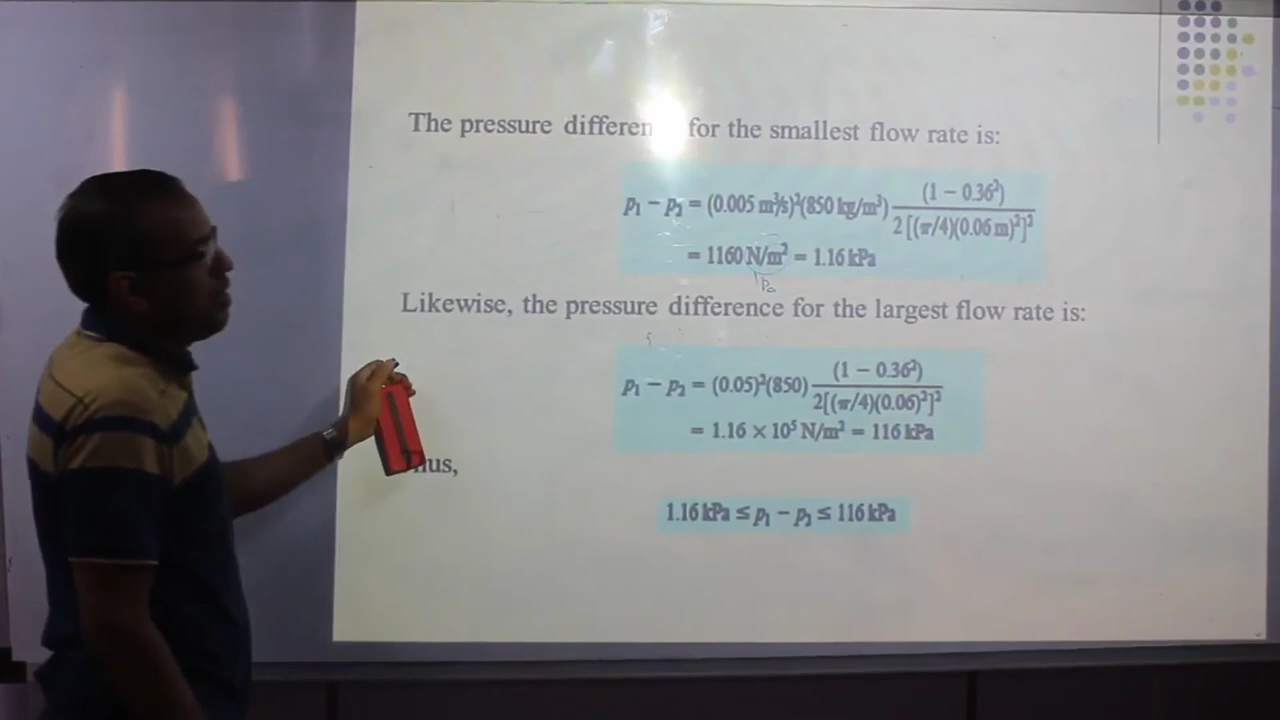 The pressure differen for the smallest flow rate is:
p₁ − p₂ = (0.005 m³/s)²(850 kg/m³) (1 − 0.36²) / 2 [(π/4)(0.06 m)²]²
= 1160 N/m² = 1.16 kPa
Pa
Likewise, the pressure difference for the largest flow rate is:
p₁ − p₂ = (0.05)²(850) (1 − 0.36²) / 2[(π/4)(0.06)²]²
= 1.16 × 10⁵ N/m² = 116 kPa
Thus,
1.16 kPa ≤ p₁ − p₂ ≤ 116 kPa